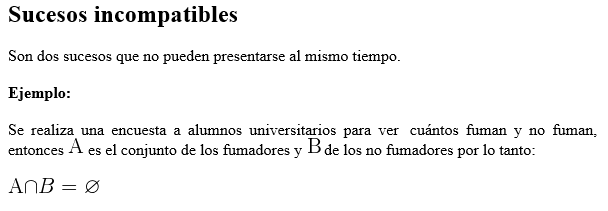 Sucesos incompatibles
Son dos sucesos que no pueden presentarse al mismo tiempo.
Ejemplo:
Se realiza una encuesta a alumnos universitarios para ver cuántos fuman y no fuman,
entonces A es el conjunto de los fumadores y B de los no fumadores por lo tanto:
A∩B = ∅